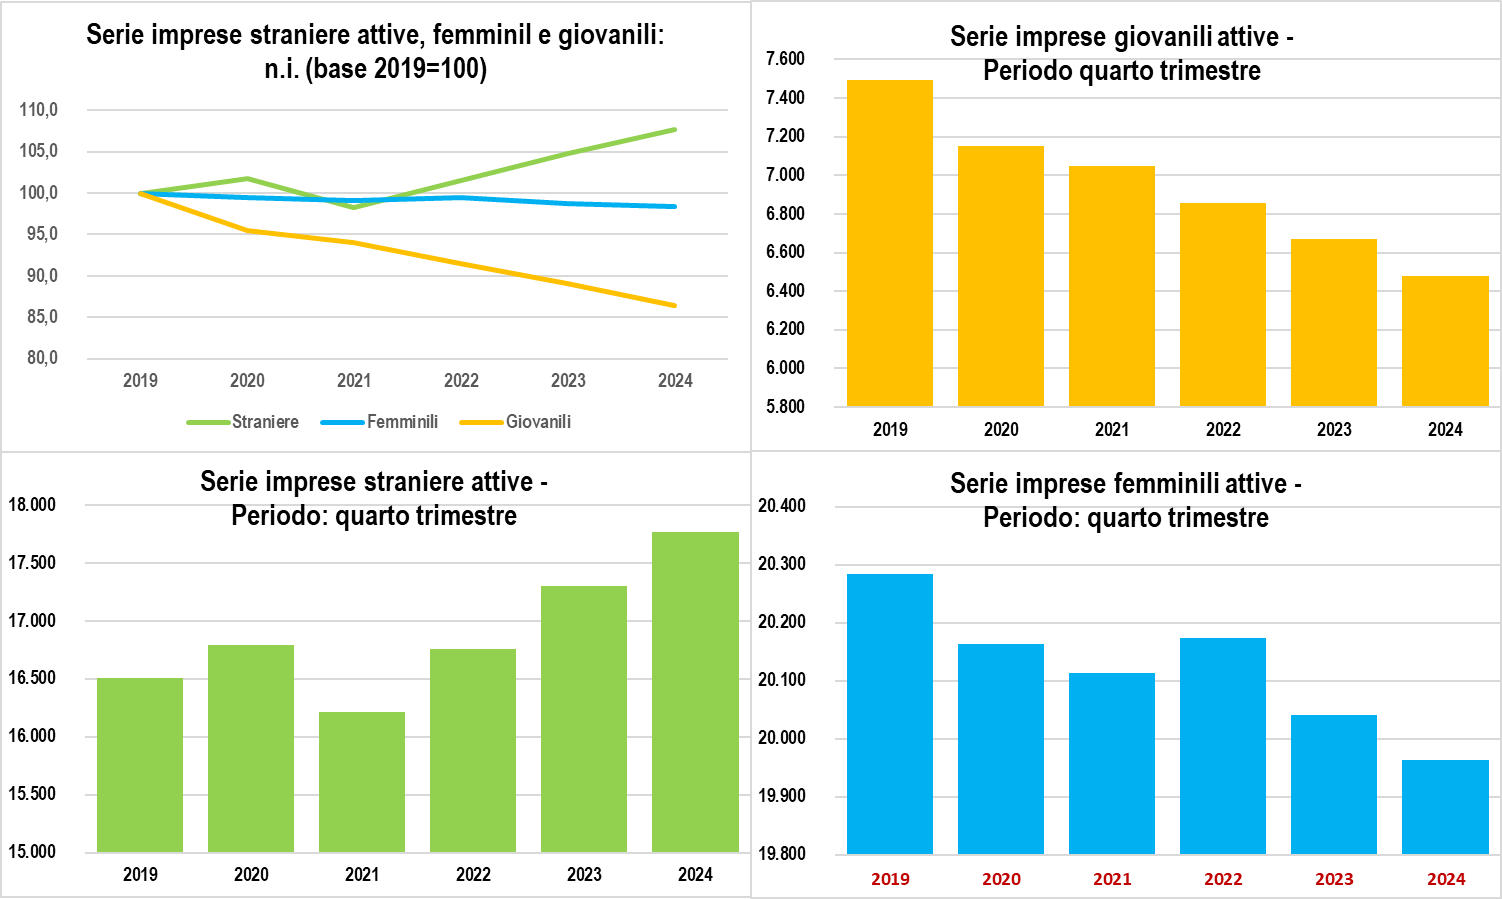 Serie imprese straniere attive, femminil e giovanili:
n.i. (base 2019=100)
110,0
105,0
100,0
95,0
90,0
85,0
80,0
2019 2020 2021 2022 2023 2024
Straniere Femminili Giovanili
Serie imprese giovanili attive -
Periodo quarto trimestre
7.600
7.400
7.200
7.000
6.800
6.600
6.400
6.200
6.000
5.800
2019 2020 2021 2022 2023 2024
Serie imprese straniere attive -
Periodo: quarto trimestre
18.000
17.500
17.000
16.500
16.000
15.500
15.000
2019 2020 2021 2022 2023 2024
Serie imprese femminili attive -
Periodo: quarto trimestre
20.400
20.300
20.200
20.100
20.000
19.900
19.800
2019 2020 2021 2022 2023 2024